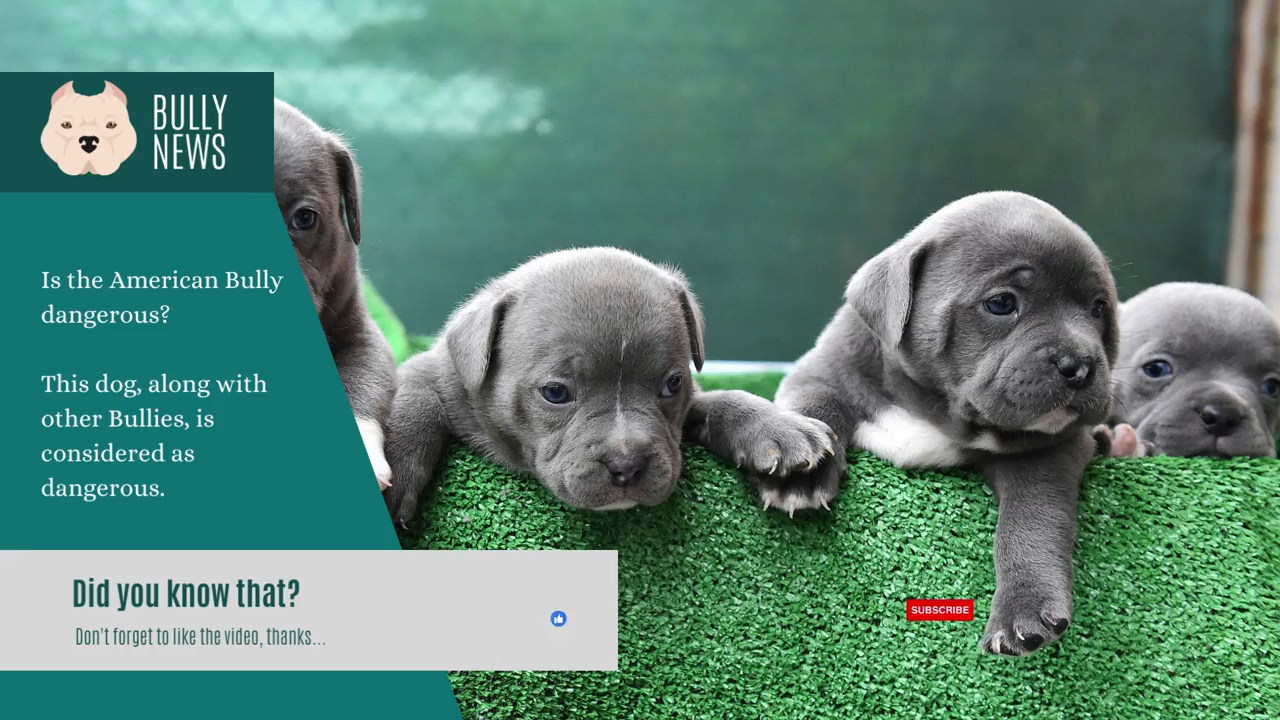 BULLY
NEWS
Is the American Bully
dangerous?
This dog, along with
other Bullies, is
considered as
dangerous.
Did you know that?
Don't forget to like the video, thanks...
SUBSCRIBE